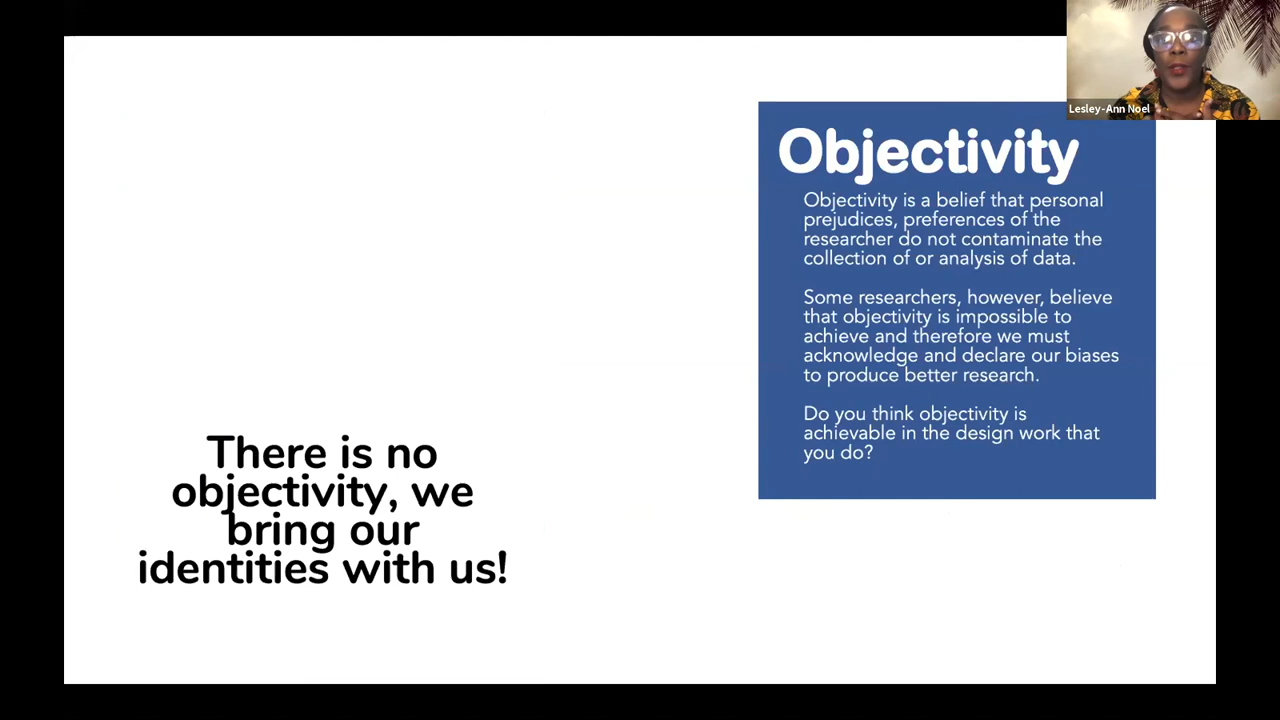 Lesley-Ann Noel
Objectivity
Objectivity is a belief that personal
prejudices, preferences of the
researcher do not contaminate the
collection of or analysis of data.
Some researchers, however, believe
that objectivity is impossible to
achieve and therefore we must
acknowledge and declare our biases
to produce better research.
Do you think objectivity is
achievable in the design work that
you do?
There is no
objectivity, we
bring our
identities with us!